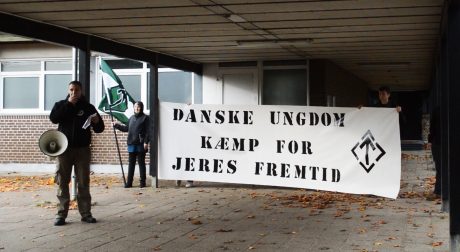 DANSKE UNGDOM
KÆMP FOR
JERES FREMTID